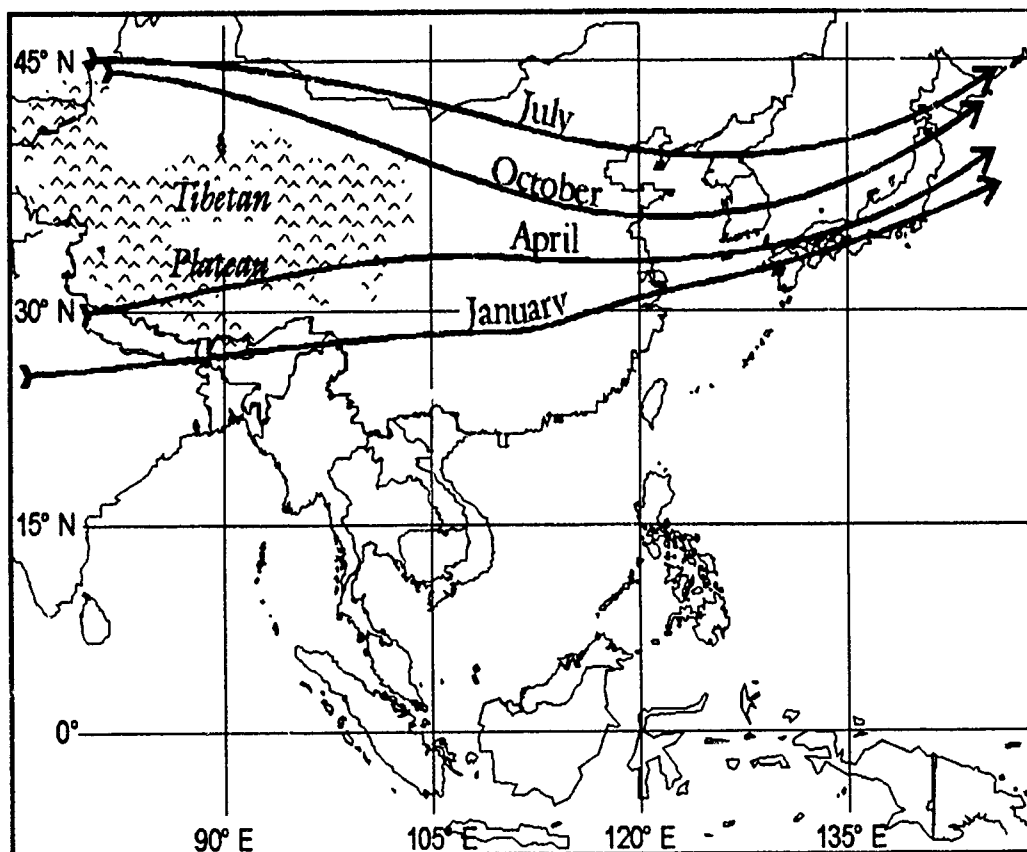 45° N
July
October
Tibetan
April
Plateau
30° N
January
15° N
0°
90° E
105° E
120° E
135° E